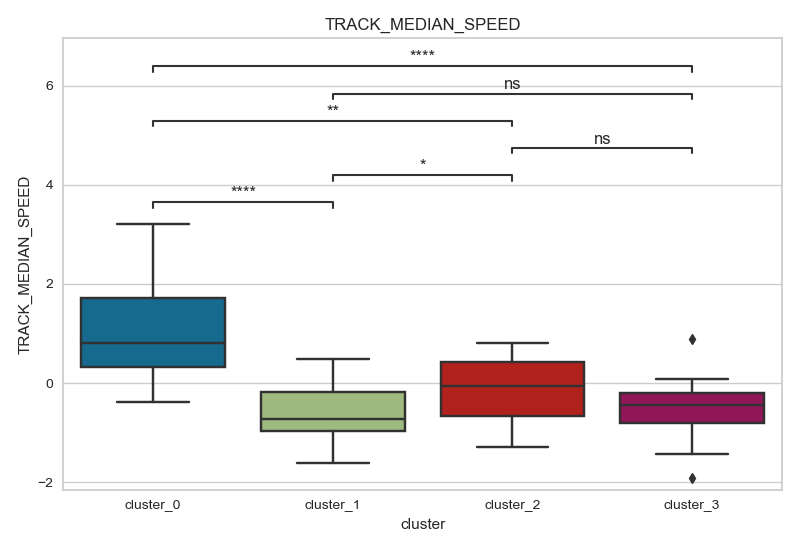 TRACK_MEDIAN_SPEED
****
ns
**
ns
*
****
6
4
2
0
−2
TRACK_MEDIAN_SPEED
cluster_0
cluster_1
cluster_2
cluster_3
cluster